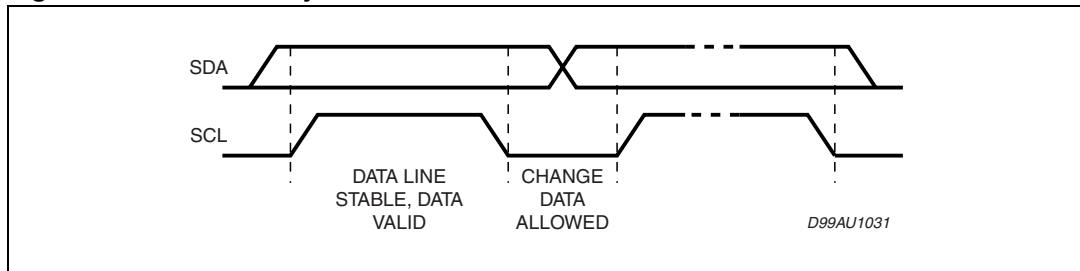 SDA
SCL
DATA LINE
STABLE, DATA
VALID
CHANGE
DATA
ALLOWED
D99AU1031